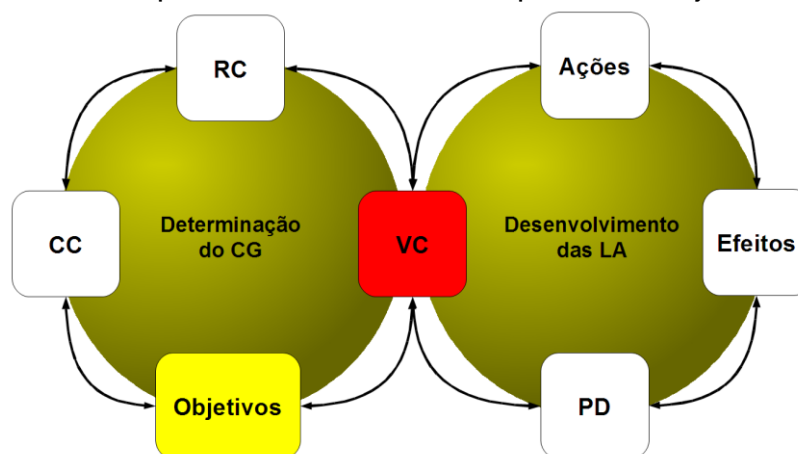 RC
Ações
CC
Determinação
do CG
VC
Desenvolvimento
das LA
Efeitos
Objetivos
PD